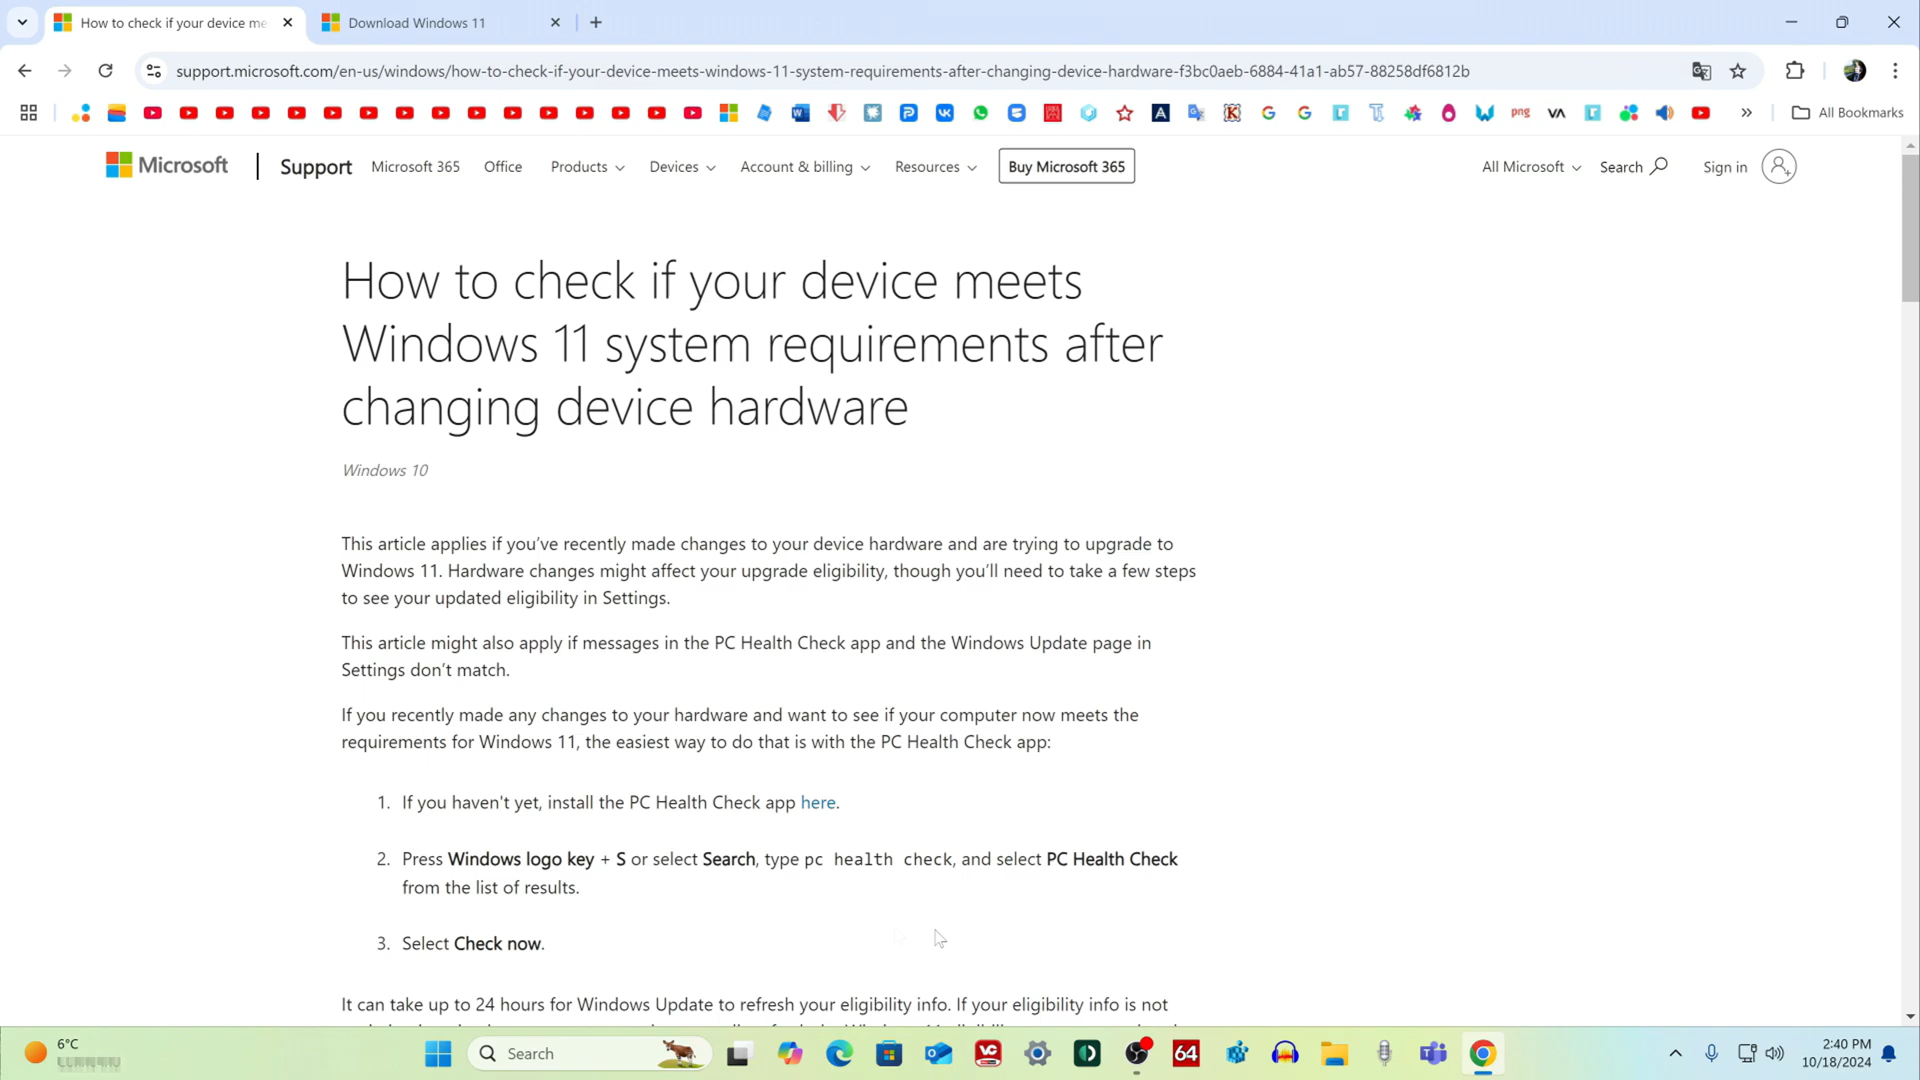 How to check if your device me
Download Windows 11
support.microsoft.com/en-us/windows/how-to-check-if-your-device-meets-windows-11-system-requirements-after-changing-device-hardware-f3bc0aeb-6884-41a1-ab57-88258df6812b
png VA All Bookmarks
Microsoft Support Microsoft 365 Office Products Devices Account & billing Resources Buy Microsoft 365 All Microsoft Search Sign in
How to check if your device meets
Windows 11 system requirements after
changing device hardware
Windows 10
This article applies if you've recently made changes to your device hardware and are trying to upgrade to
Windows 11. Hardware changes might affect your upgrade eligibility, though you'll need to take a few steps
to see your updated eligibility in Settings.
This article might also apply if messages in the PC Health Check app and the Windows Update page in
Settings don't match.
If you recently made any changes to your hardware and want to see if your computer now meets the
requirements for Windows 11, the easiest way to do that is with the PC Health Check app:
1. If you haven't yet, install the PC Health Check app here.
2. Press Windows logo key + S or select Search, type pc health check, and select PC Health Check
from the list of results.
3. Select Check now.
It can take up to 24 hours for Windows Update to refresh your eligibility info. If your eligibility info is not
6°C
Search
64
2:40 PM
10/18/2024